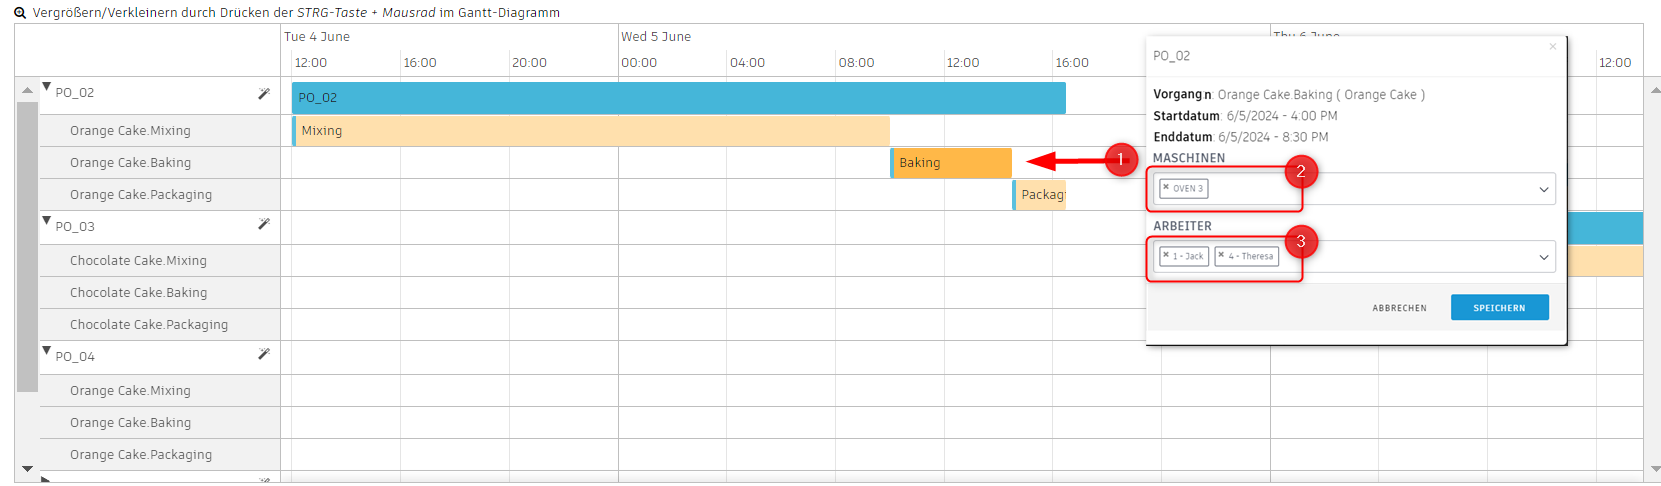 Vergrößern/Verkleinern durch Drücken der STRG-Taste + Mausrad im Gantt-Diagramm
Tue 4 June
Wed 5 June
Thu 6 June
12:00 16:00 20:00 00:00 04:00 08:00 12:00 16:00 12:00
PO_02
PO_02
Orange Cake.Mixing
Mixing
Orange Cake.Baking
Baking
1
Orange Cake.Packaging
Packag
PO_03
Chocolate Cake.Mixing
Chocolate Cake.Baking
Chocolate Cake.Packaging
PO_04
Orange Cake.Mixing
Orange Cake.Baking
Orange Cake.Packaging
PO_02
×
Vorgang n: Orange Cake.Baking ( Orange Cake )
Startdatum: 6/5/2024 - 4:00 PM
Enddatum: 6/5/2024 - 8:30 PM
MASCHINEN
2
× OVEN 3
ARBEITER
3
× 1 - Jack × 4 - Theresa
ABBRECHEN SPEICHERN